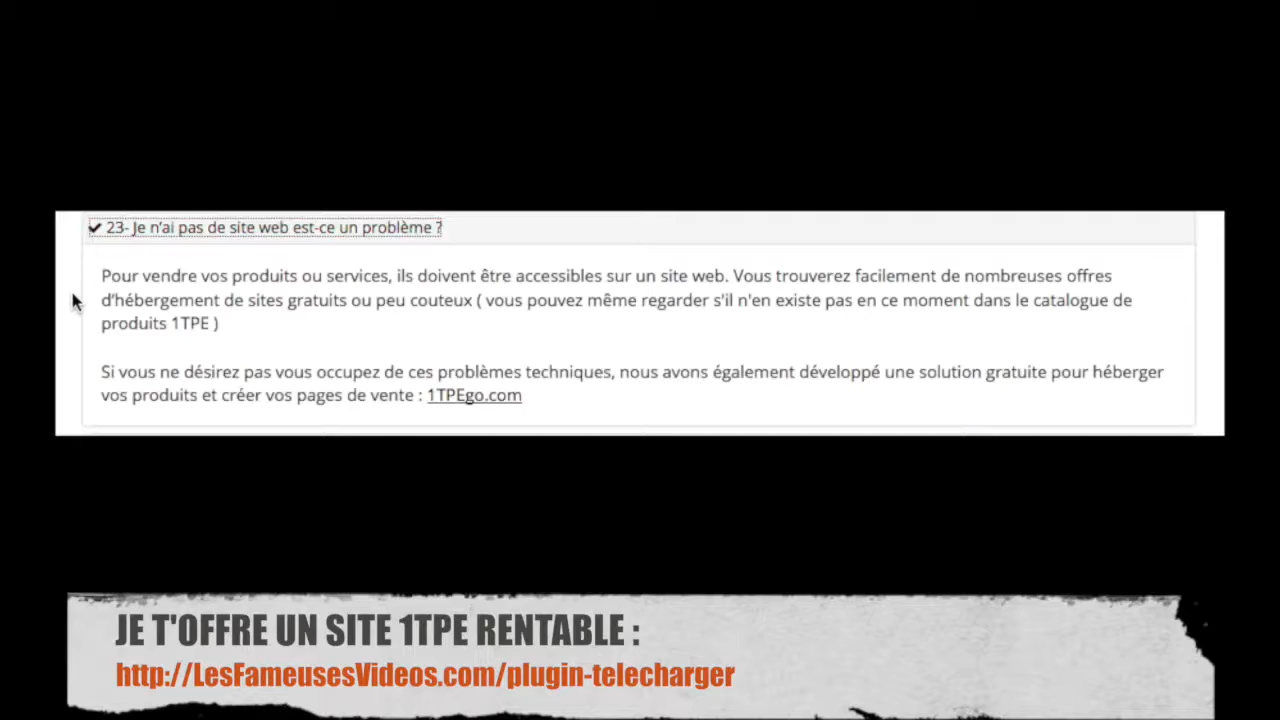 ✔ 23- Je n'ai pas de site web est-ce un problème ?
Pour vendre vos produits ou services, ils doivent être accessibles sur un site web. Vous trouverez facilement de nombreuses offres
d'hébergement de sites gratuits ou peu couteux ( vous pouvez même regarder s'il n'en existe pas en ce moment dans le catalogue de
produits 1TPE )
Si vous ne désirez pas vous occupez de ces problèmes techniques, nous avons également développé une solution gratuite pour héberger
vos produits et créer vos pages de vente : 1TPEgo.com
JE T'OFFRE UN SITE 1TPE RENTABLE :
http://LesFameusesVideos.com/plugin-telecharger